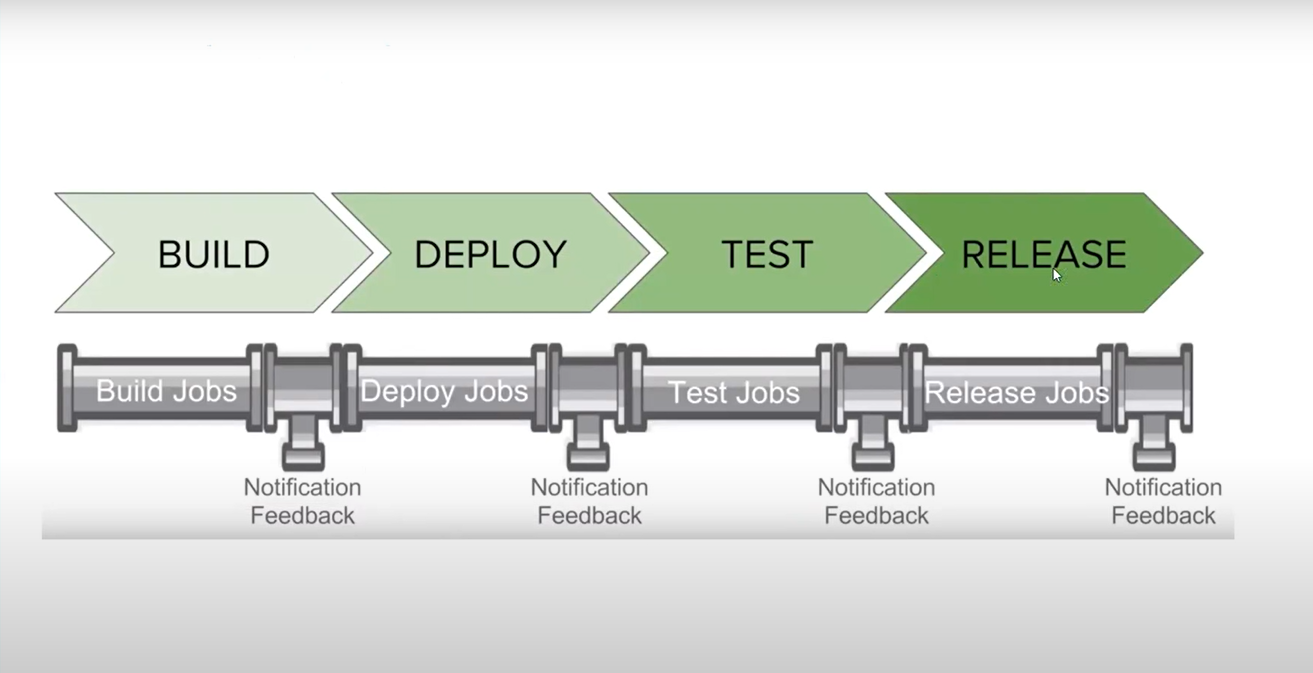 BUILD
DEPLOY
TEST
RELEASE
Build Jobs
Deploy Jobs
Test Jobs
Release Jobs
Notification
Feedback
Notification
Feedback
Notification
Feedback
Notification
Feedback